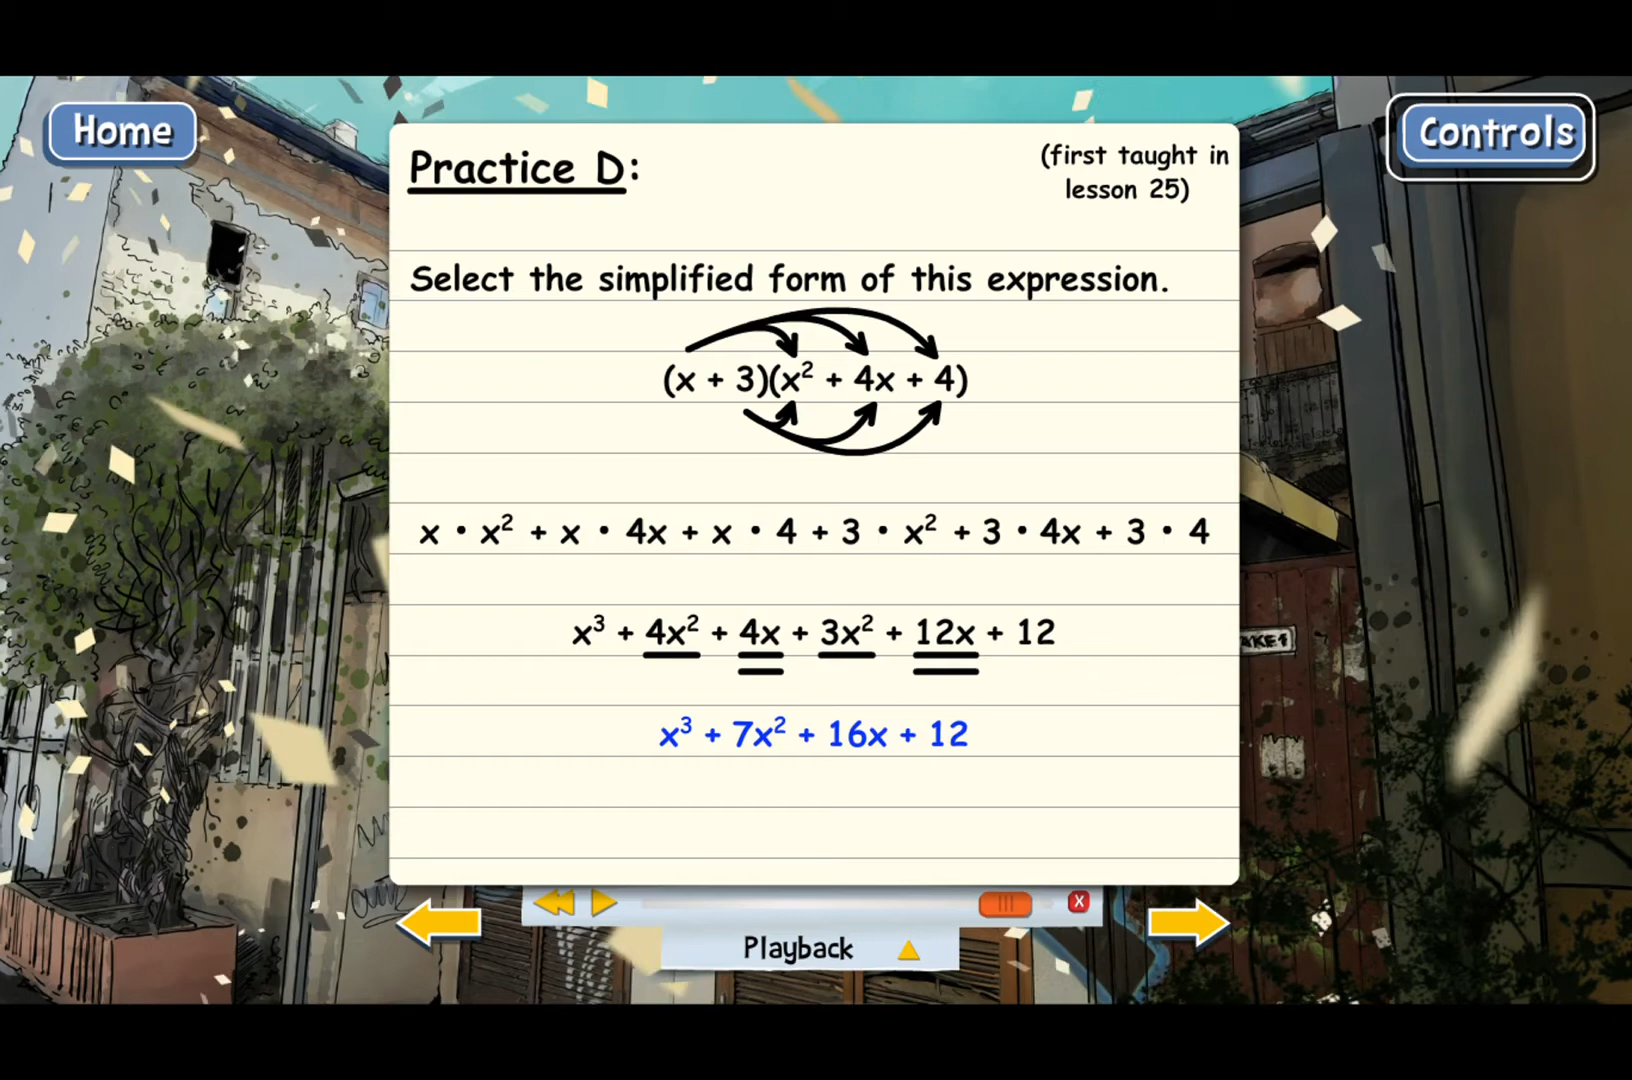 Home
Controls
Practice D:
(first taught in
lesson 25)
Select the simplified form of this expression.
(x + 3)(x² + 4x + 4)
x · x² + x · 4x + x · 4 + 3 · x² + 3 · 4x + 3 · 4
x³ + 4x² + 4x + 3x² + 12x + 12
x³ + 7x² + 16x + 12
X
Playback